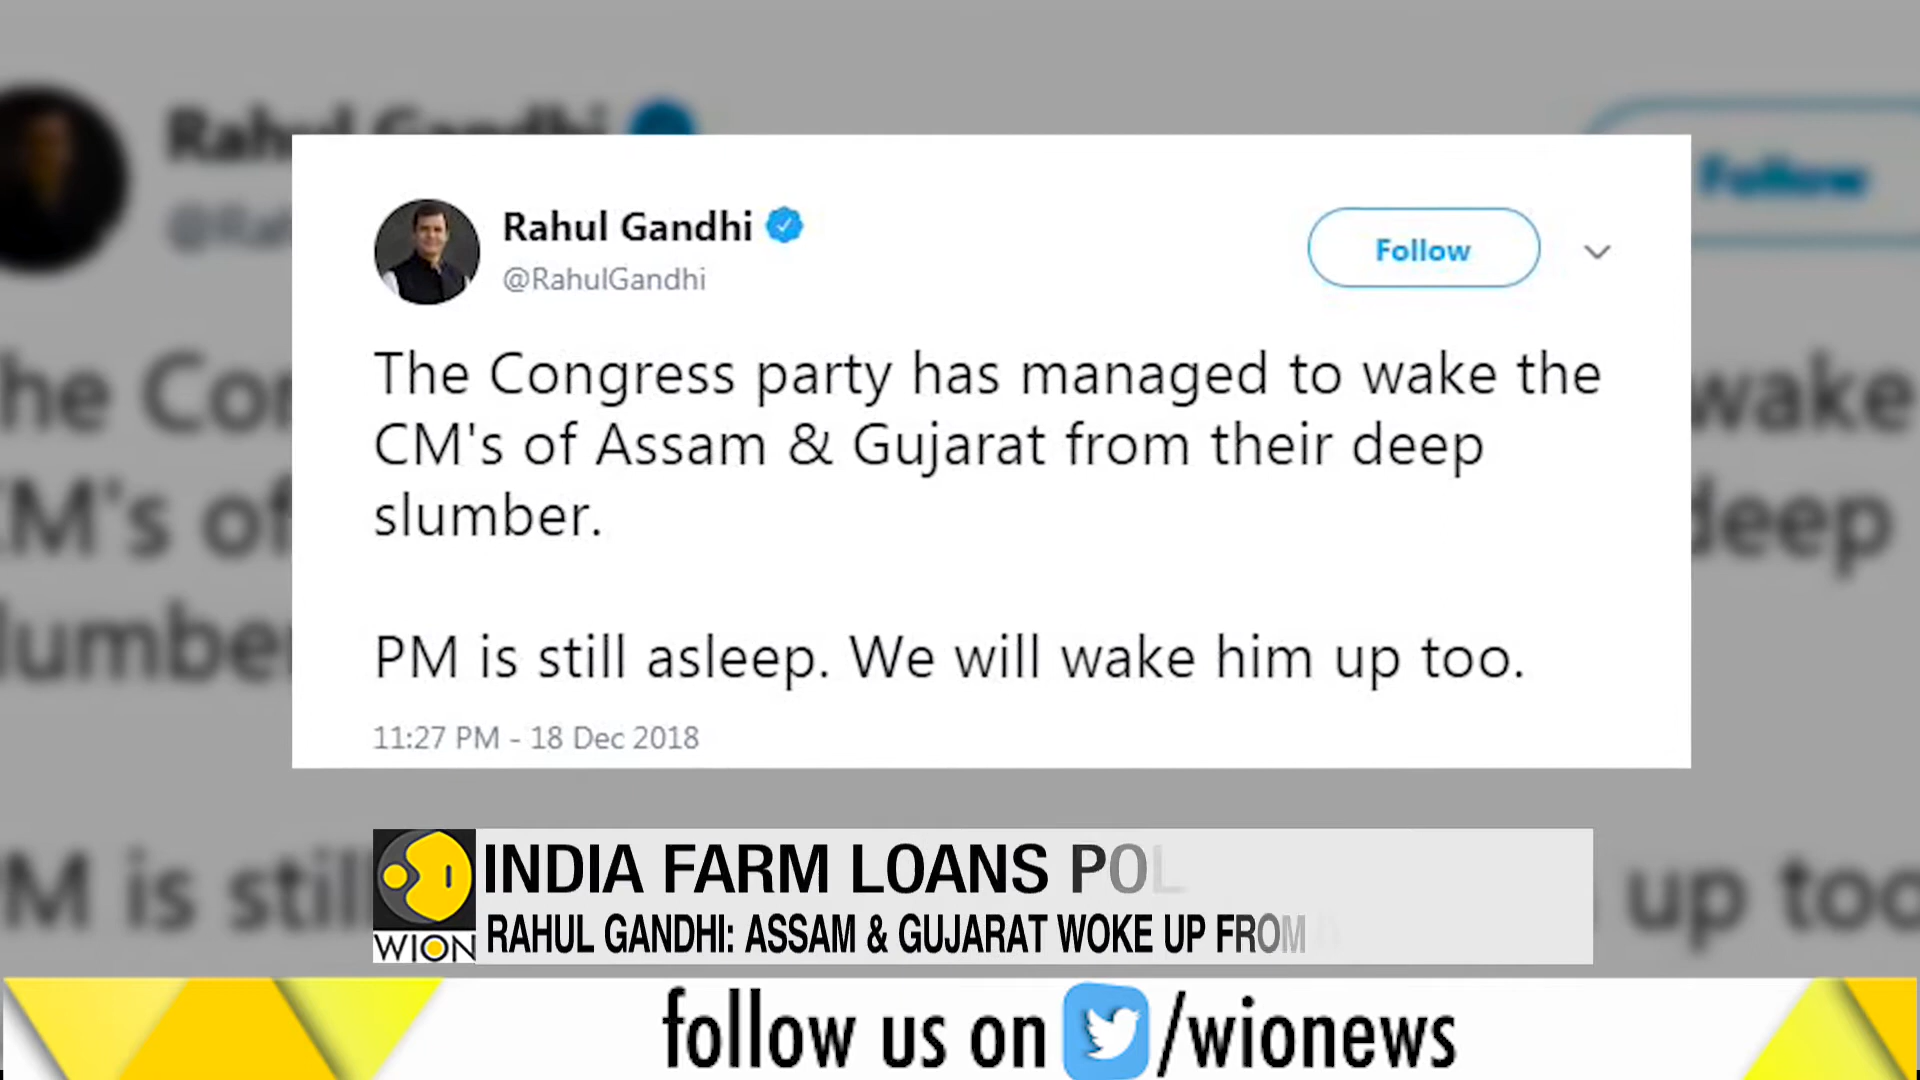 Rahul Gandhi
@RahulGandhi
Follow
The Congress party has managed to wake the
CM's of Assam & Gujarat from their deep
slumber.
PM is still asleep. We will wake him up too.
11:27 PM - 18 Dec 2018
INDIA FARM LOANS POL
RAHUL GANDHI: ASSAM & GUJARAT WOKE UP FROM
WION
follow us on /wionews